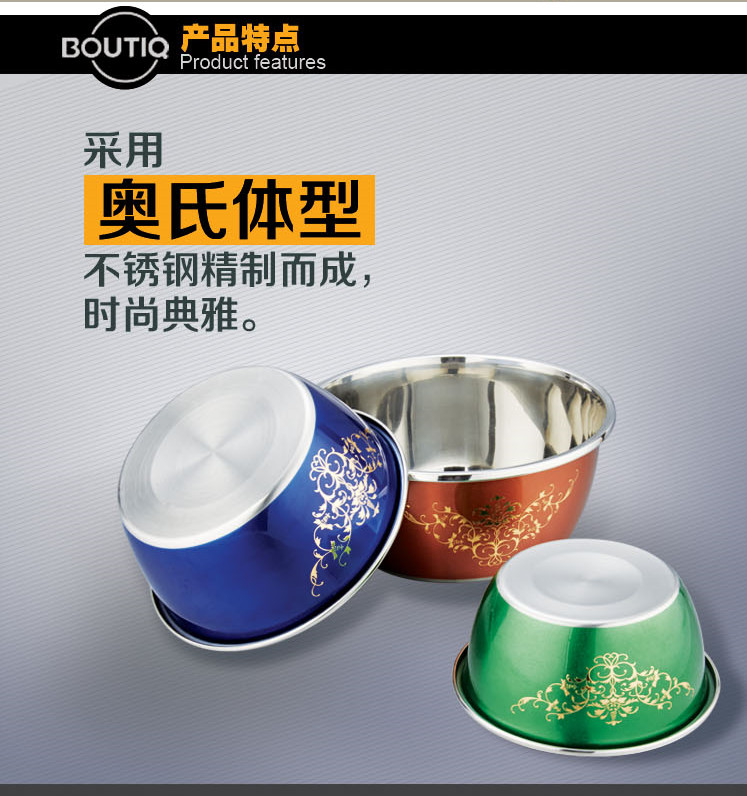 BOUTIQ
产品特点
Product features
采用
奥氏体型
不锈钢精制而成，
时尚典雅。